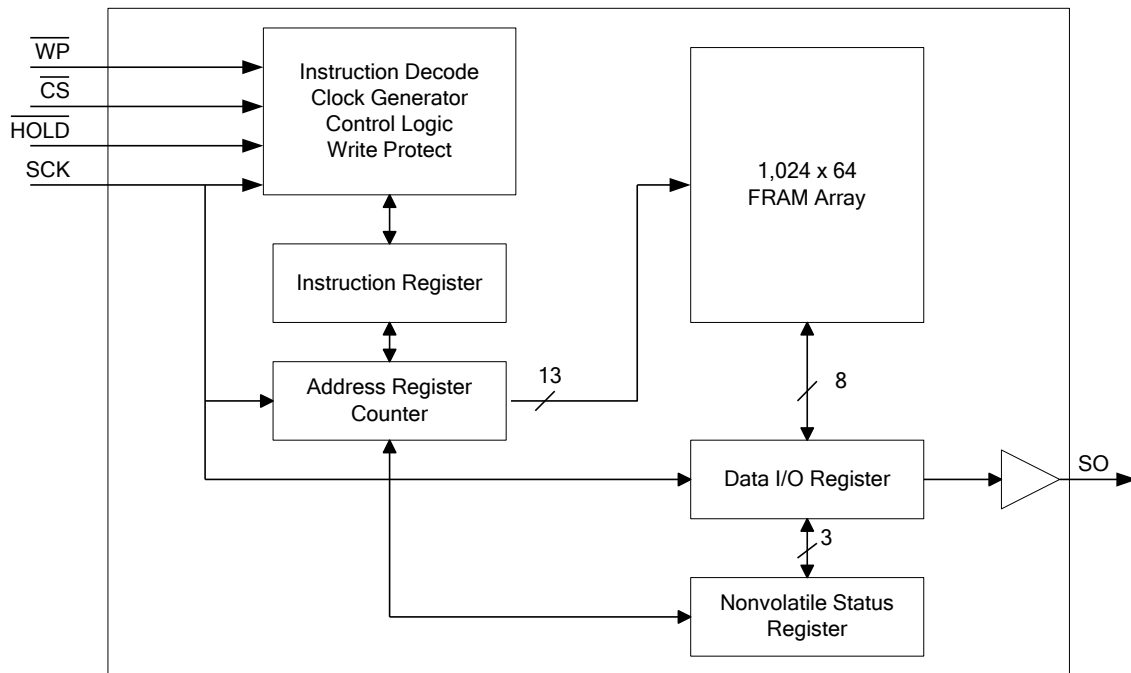 WP
CS
HOLD
SCK
Instruction Decode
Clock Generator
Control Logic
Write Protect
1,024 x 64
FRAM Array
Instruction Register
Address Register
Counter
13
8
Data I/O Register
SO
3
Nonvolatile Status
Register